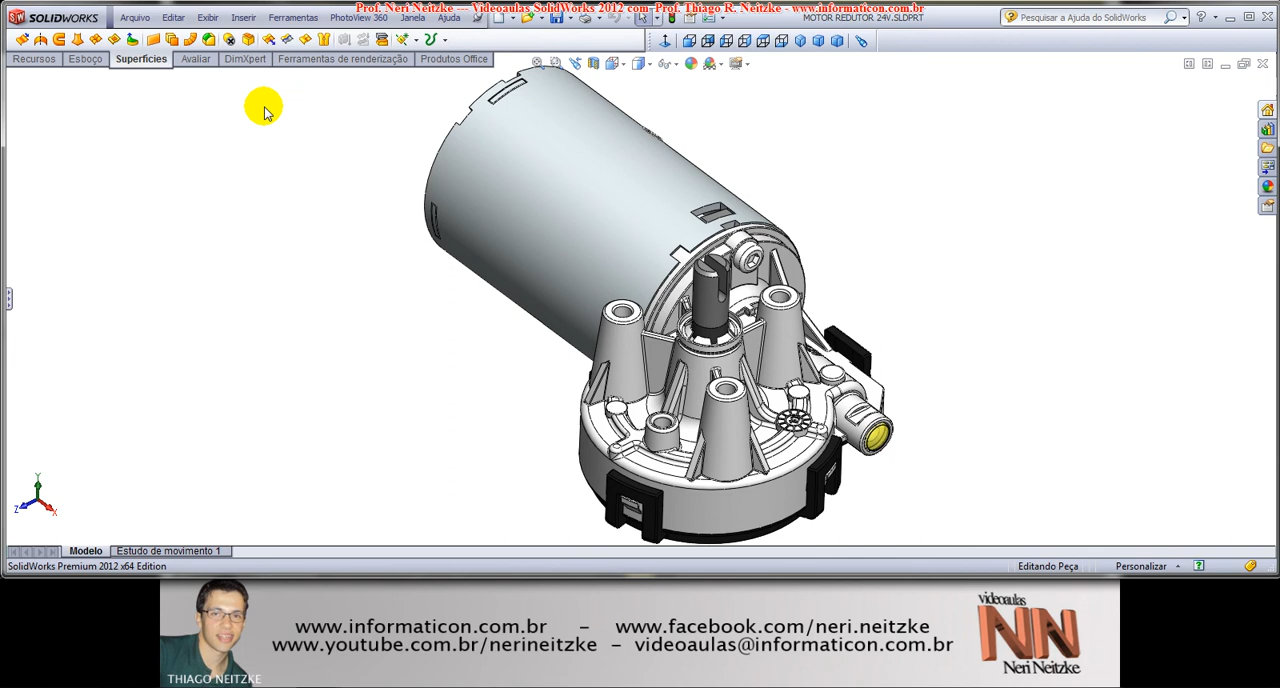 Prof. Neri Neitzke --- Videoaulas SolidWorks 2012 com Prof. Thiago R. Neitzke - www.informaticon.com.br
SOLIDWORKS Arquivo Editar Exibir Inserir Ferramentas PhotoView 360 Janela Ajuda MOTOR REDUTOR 24V.SLDPRT Pesquisar a Ajuda do SolidWorks
Recursos Esboço Superfícies Avaliar DimXpert Ferramentas de renderização Produtos Office
Y
Z X
Modelo Estudo de movimento 1
SolidWorks Premium 2012 x64 Edition Editando Peça Personalizar
www.informaticon.com.br - www.facebook.com/neri.neitzke
www.youtube.com.br/nerineitzke - videoaulas@informaticon.com.br
THIAGO NEITZKE
videoaulas
NN
Neri Neitzke